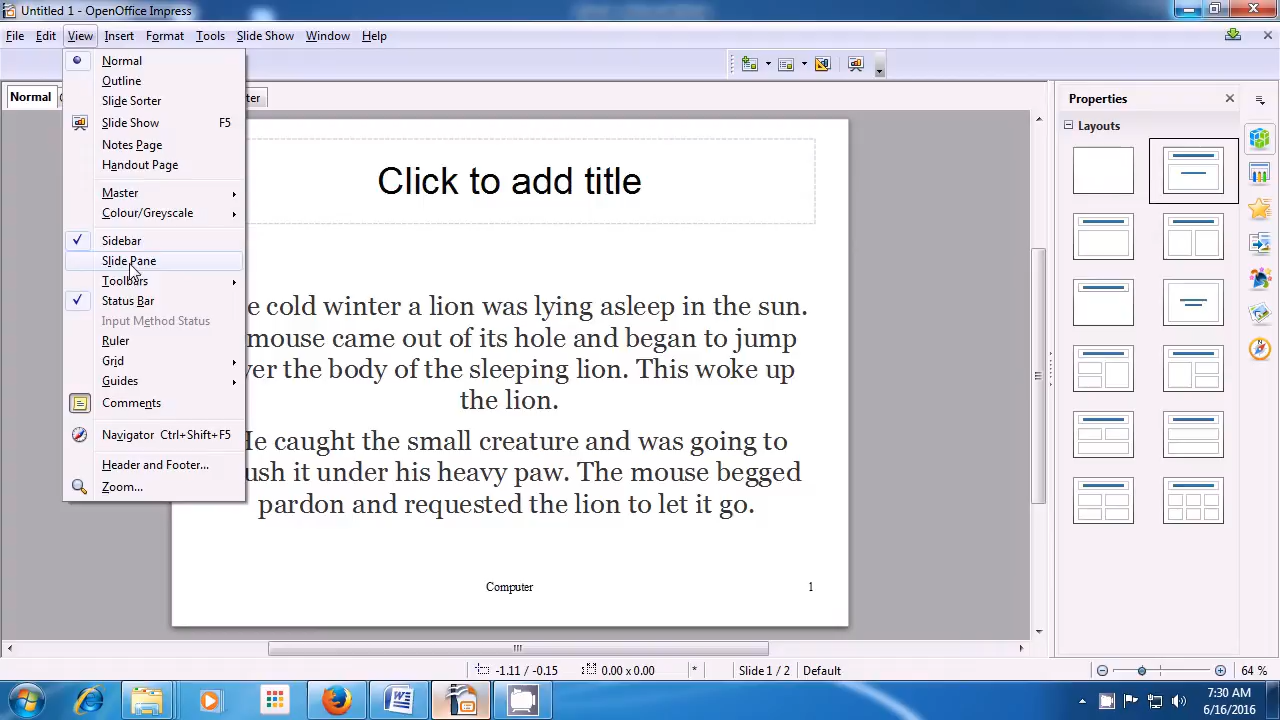 Untitled 1 - OpenOffice Impress
File Edit View Insert Format Tools Slide Show Window Help
Normal
Outline
Slide Sorter
Slide Show F5
Notes Page
Handout Page
Master
Colour/Greyscale
Sidebar
Slide Pane
Toolbars
Status Bar
Input Method Status
Ruler
Grid
Guides
Comments
Navigator Ctrl+Shift+F5
Header and Footer...
Zoom...
Normal
ter
Click to add title
e cold winter a lion was lying asleep in the sun.
mouse came out of its hole and began to jump
er the body of the sleeping lion. This woke up
the lion.
He caught the small creature and was going to
ush it under his heavy paw. The mouse begged
pardon and requested the lion to let it go.
Computer 1
Properties
Layouts
-1.11 / -0.15 0.00 x 0.00 * Slide 1 / 2 Default 64 %
7:30 AM
6/16/2016